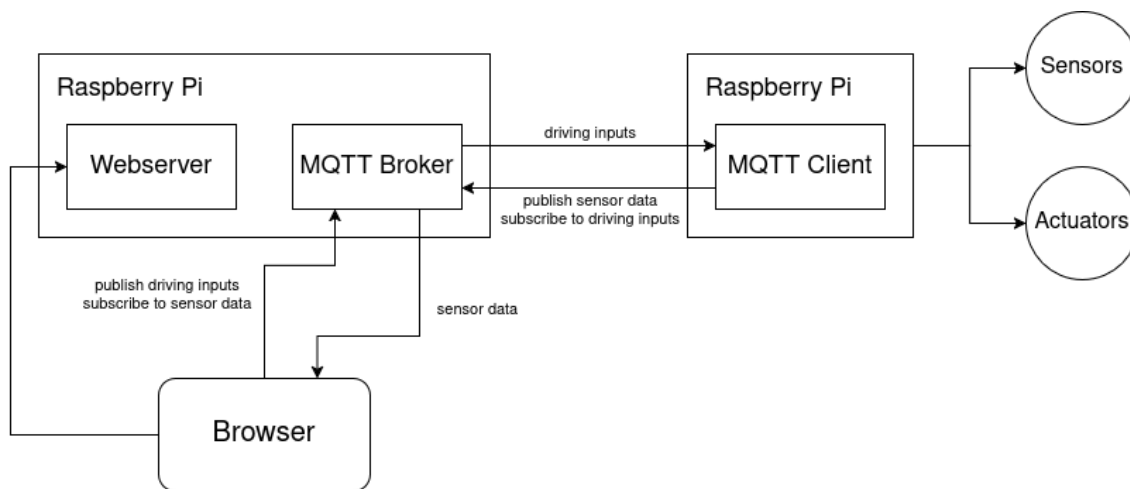 Raspberry Pi
Webserver
MQTT Broker
driving inputs
publish sensor data
subscribe to driving inputs
Raspberry Pi
MQTT Client
Sensors
Actuators
publish driving inputs
subscribe to sensor data
sensor data
Browser